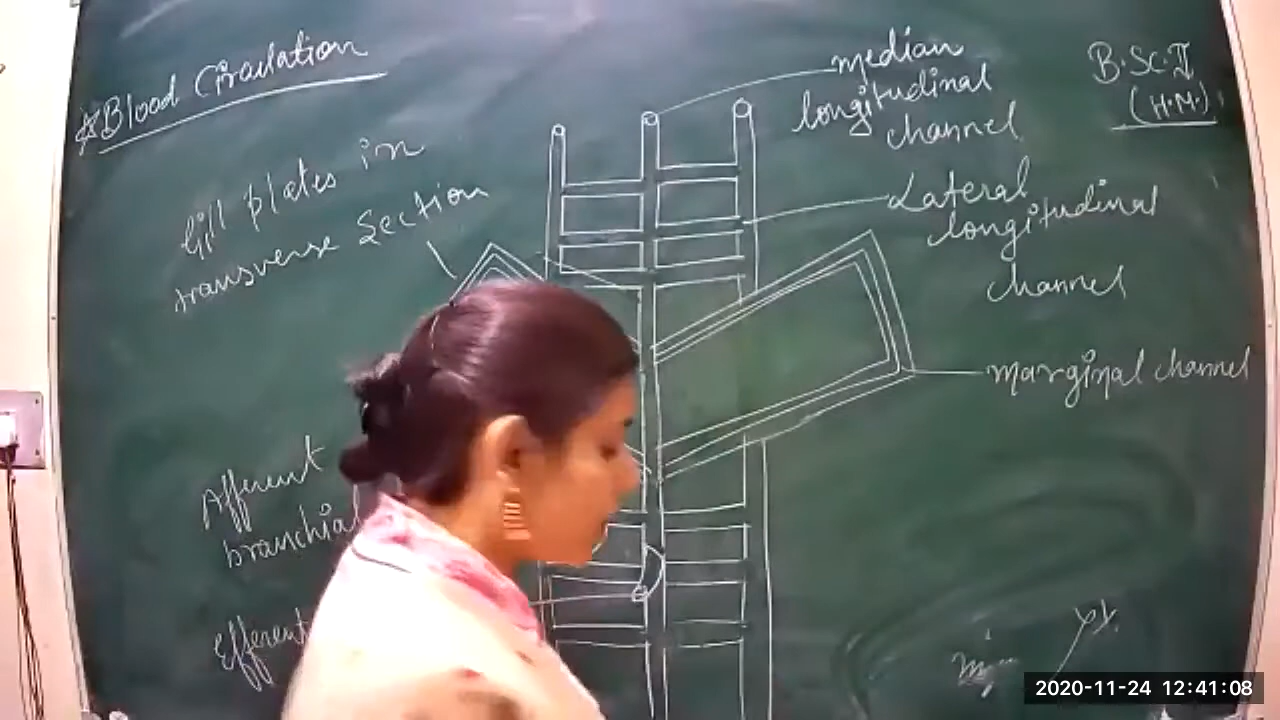 *Blood Circulation
B.Sc.II
(H.M.)
median
longitudinal
channel
Gill plates in
transverse Section
Lateral
longitudinal
channel
marginal channel
Afferent
branchial
Efferent
2020-11-24 12:41:08